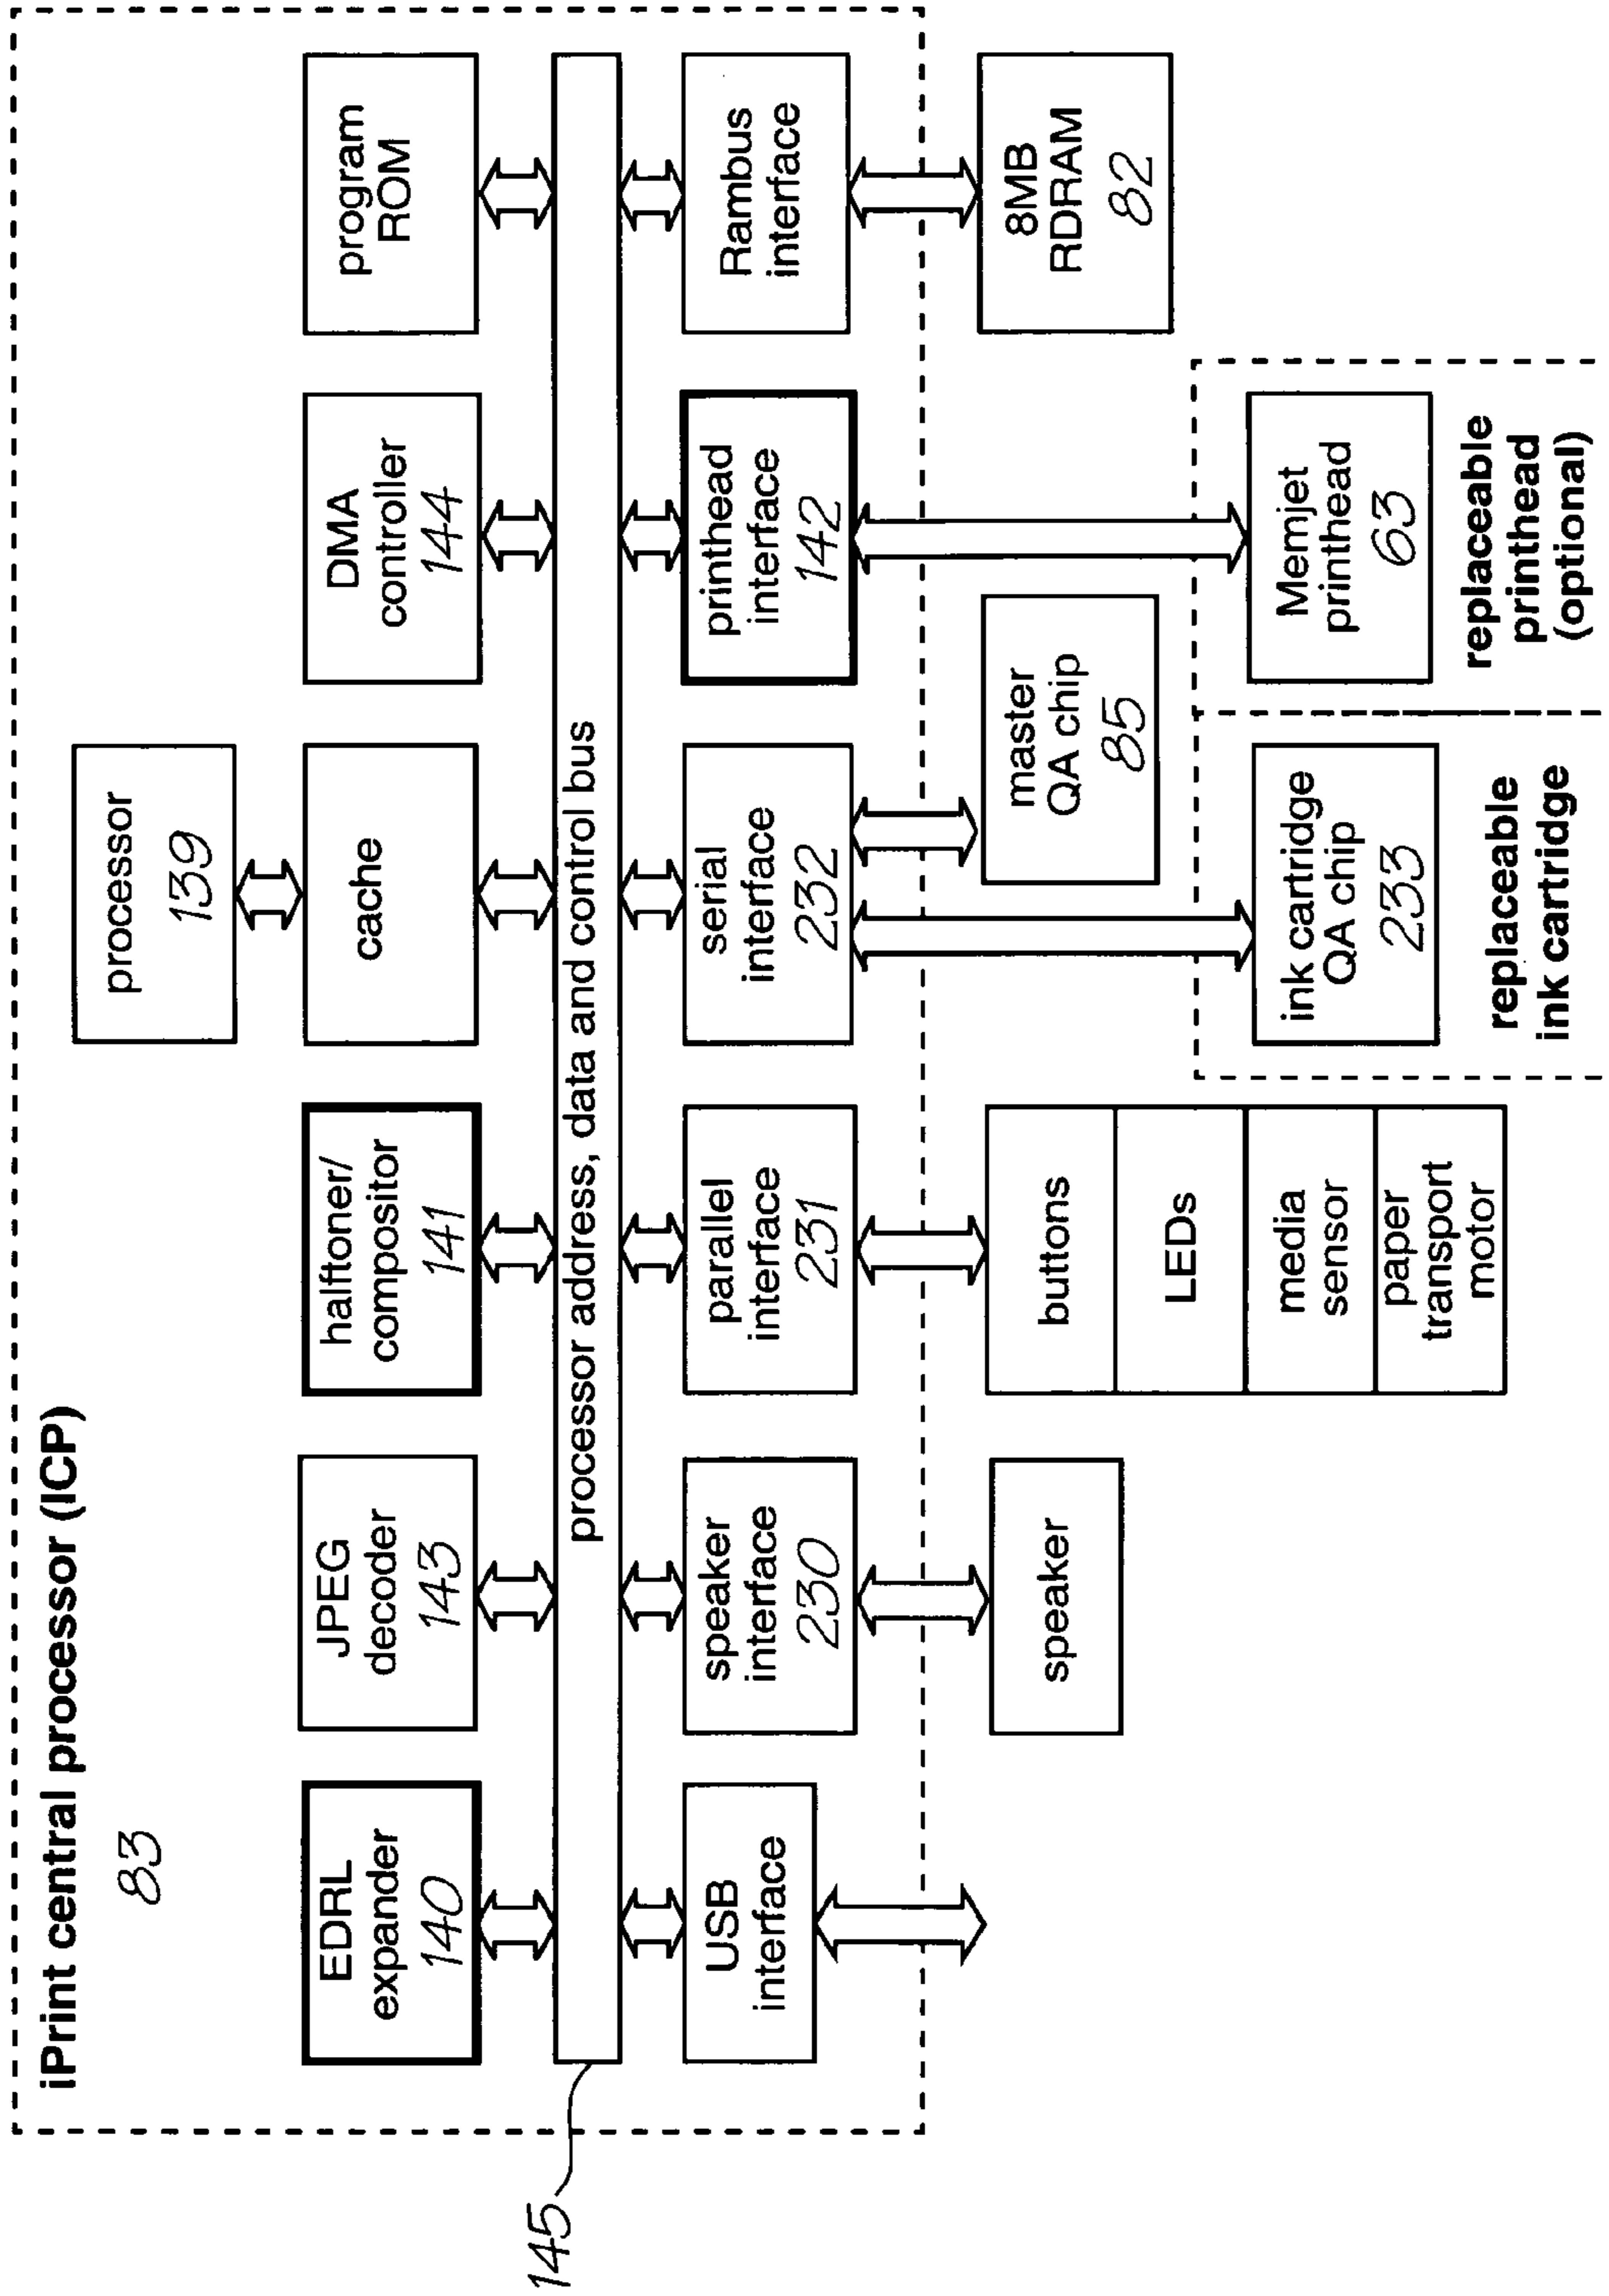 iPrint central processor (ICP)
83
processor
139
EDRL
expander
140
JPEG
decoder
143
halftoner/
compositor
141
cache
DMA
controller
144
program
ROM
145
processor address, data and control bus
USB
interface
speaker
interface
230
parallel
interface
231
serial
interface
232
printhead
interface
142
Rambus
interface
speaker
buttons
LEDs
media
sensor
paper
transport
motor
master
QA chip
85
8MB
RDRAM
82
ink cartridge
QA chip
233
Memjet
printhead
63
replaceable
ink cartridge
replaceable
printhead
(optional)